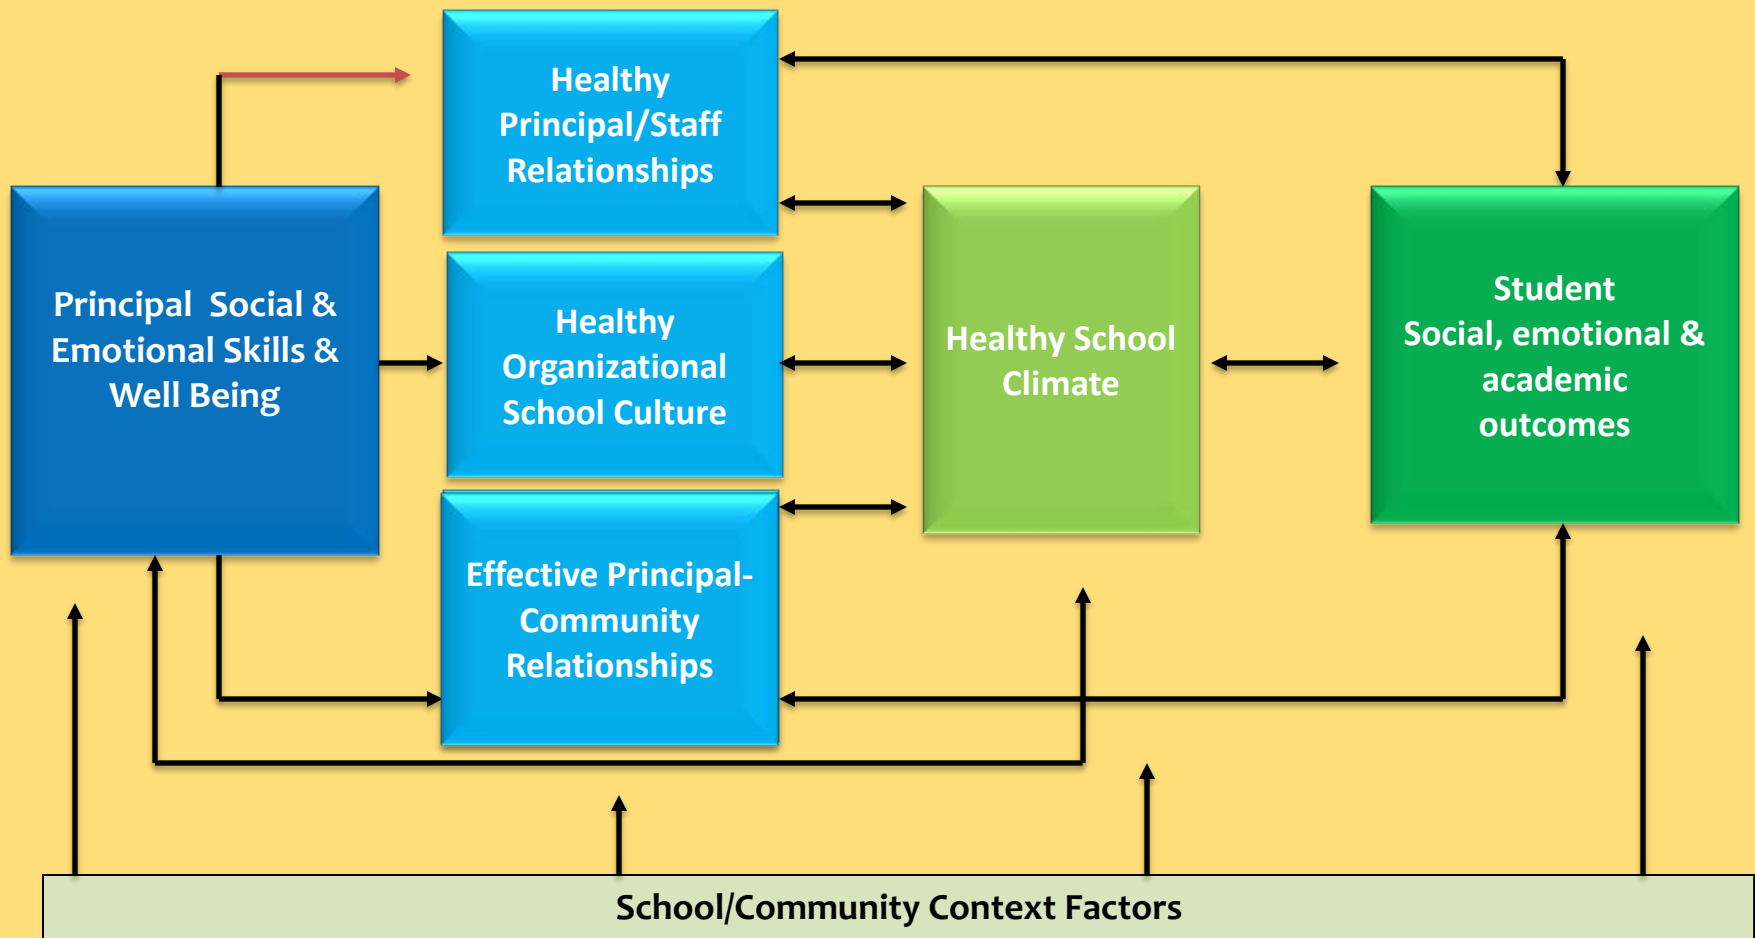 Healthy
Principal/Staff
Relationships
Principal  Social &
Emotional Skills &
Well Being
Healthy
Organizational
School Culture
Effective Principal-
Community
Relationships
Healthy School
Climate
Student
Social, emotional &
academic
outcomes
School/Community Context Factors